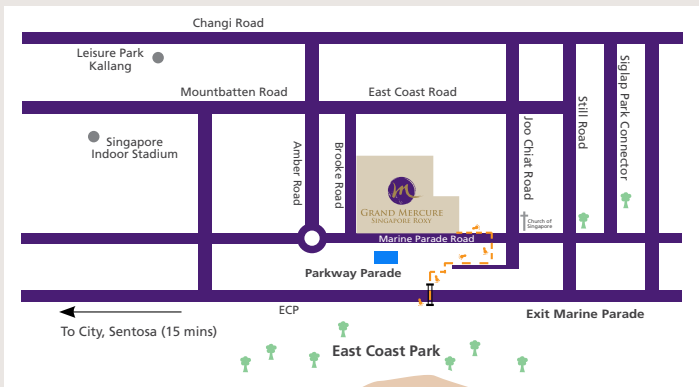 Changi Road
Leisure Park
Kallang
Mountbatten Road
East Coast Road
Singapore
Indoor Stadium
Amber Road
Brooke Road
Joo Chiat Road
Still Road
Siglap Park Connector
m
GRAND MERCURE
SINGAPORE ROXY
Church of
Singapore
Marine Parade Road
Parkway Parade
ECP
Exit Marine Parade
To City, Sentosa (15 mins)
East Coast Park